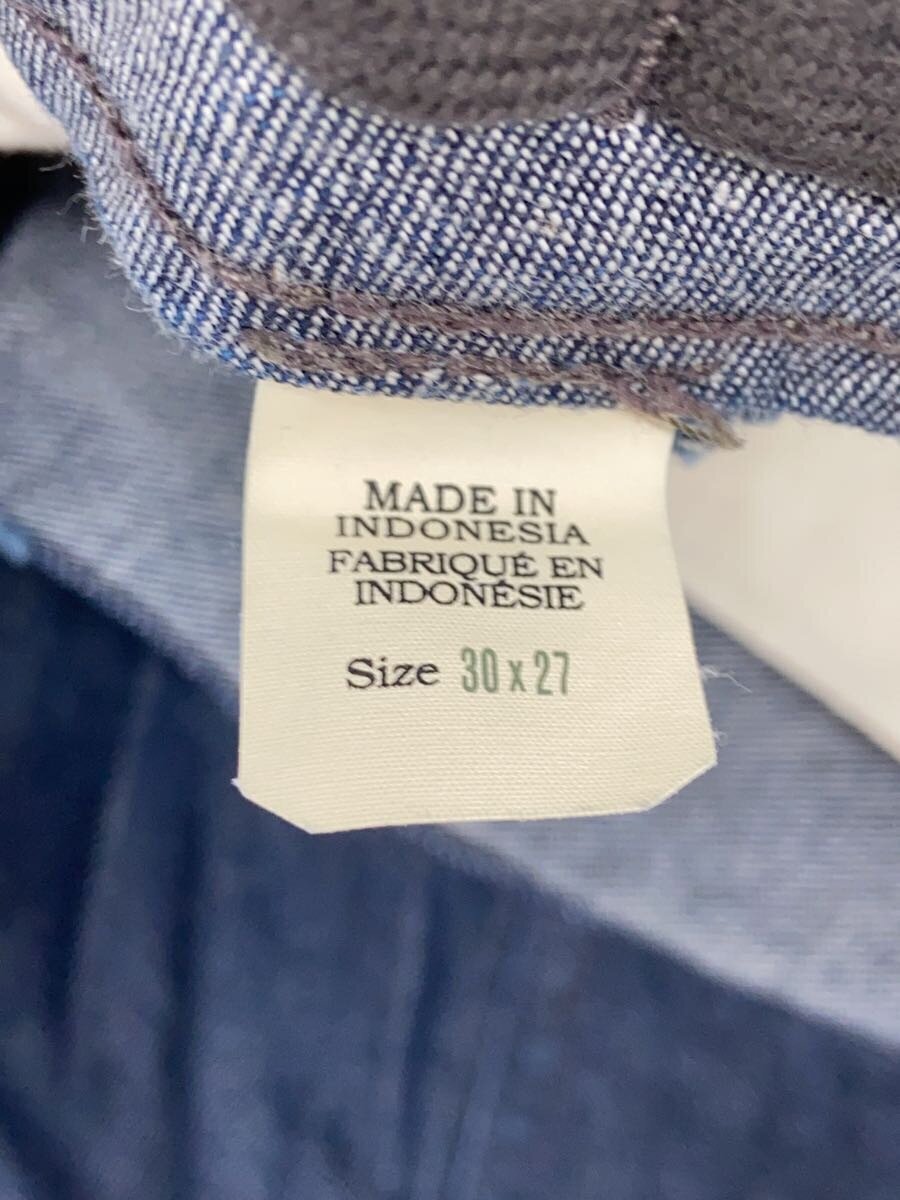 MADE IN
INDONESIA
FABRIQUÉ EN
INDONÉSIE
Size 30 x 27